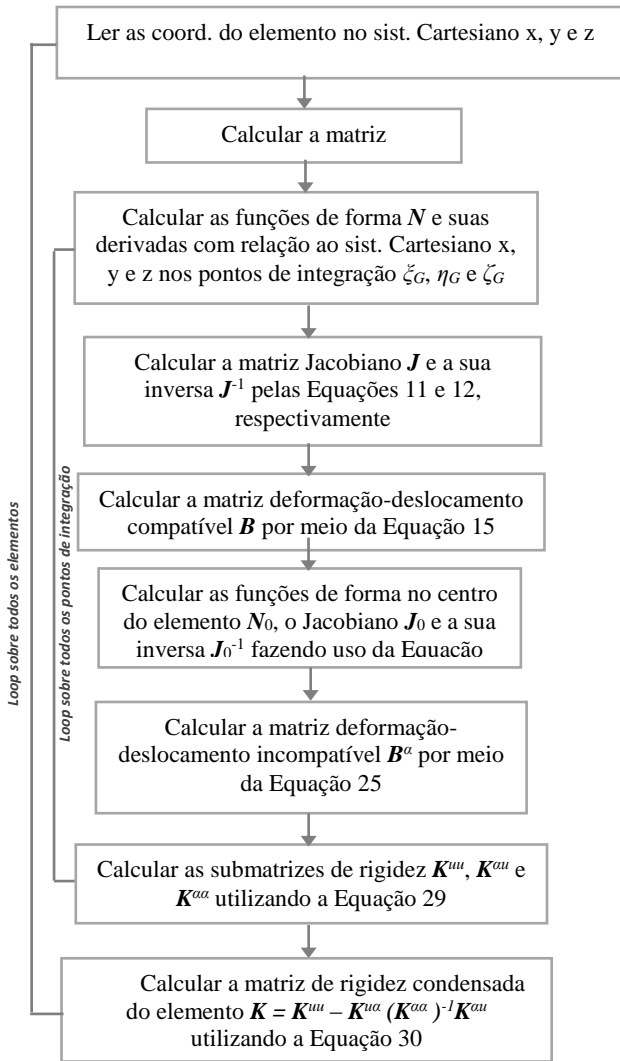 Ler as coord. do elemento no sist. Cartesiano x, y e z
Calcular a matriz
Calcular as funções de forma N e suas
derivadas com relação ao sist. Cartesiano x,
y e z nos pontos de integração ξG, ηG e ζG
Calcular a matriz Jacobiano J e a sua
inversa J-1 pelas Equações 11 e 12,
respectivamente
Calcular a matriz deformação-deslocamento
compatível B por meio da Equação 15
Calcular as funções de forma no centro
do elemento N0, o Jacobiano J0 e a sua
inversa J0-1 fazendo uso da Equação
Calcular a matriz deformação-
deslocamento incompatível Bα por meio
da Equação 25
Calcular as submatrizes de rigidez Kuu, Kαu e
Kαα utilizando a Equação 29
Calcular a matriz de rigidez condensada
do elemento K = Kuu – Kuα (Kαα )-1Kαu
utilizando a Equação 30
Loop sobre todos os elementos
Loop sobre todos os pontos de integração